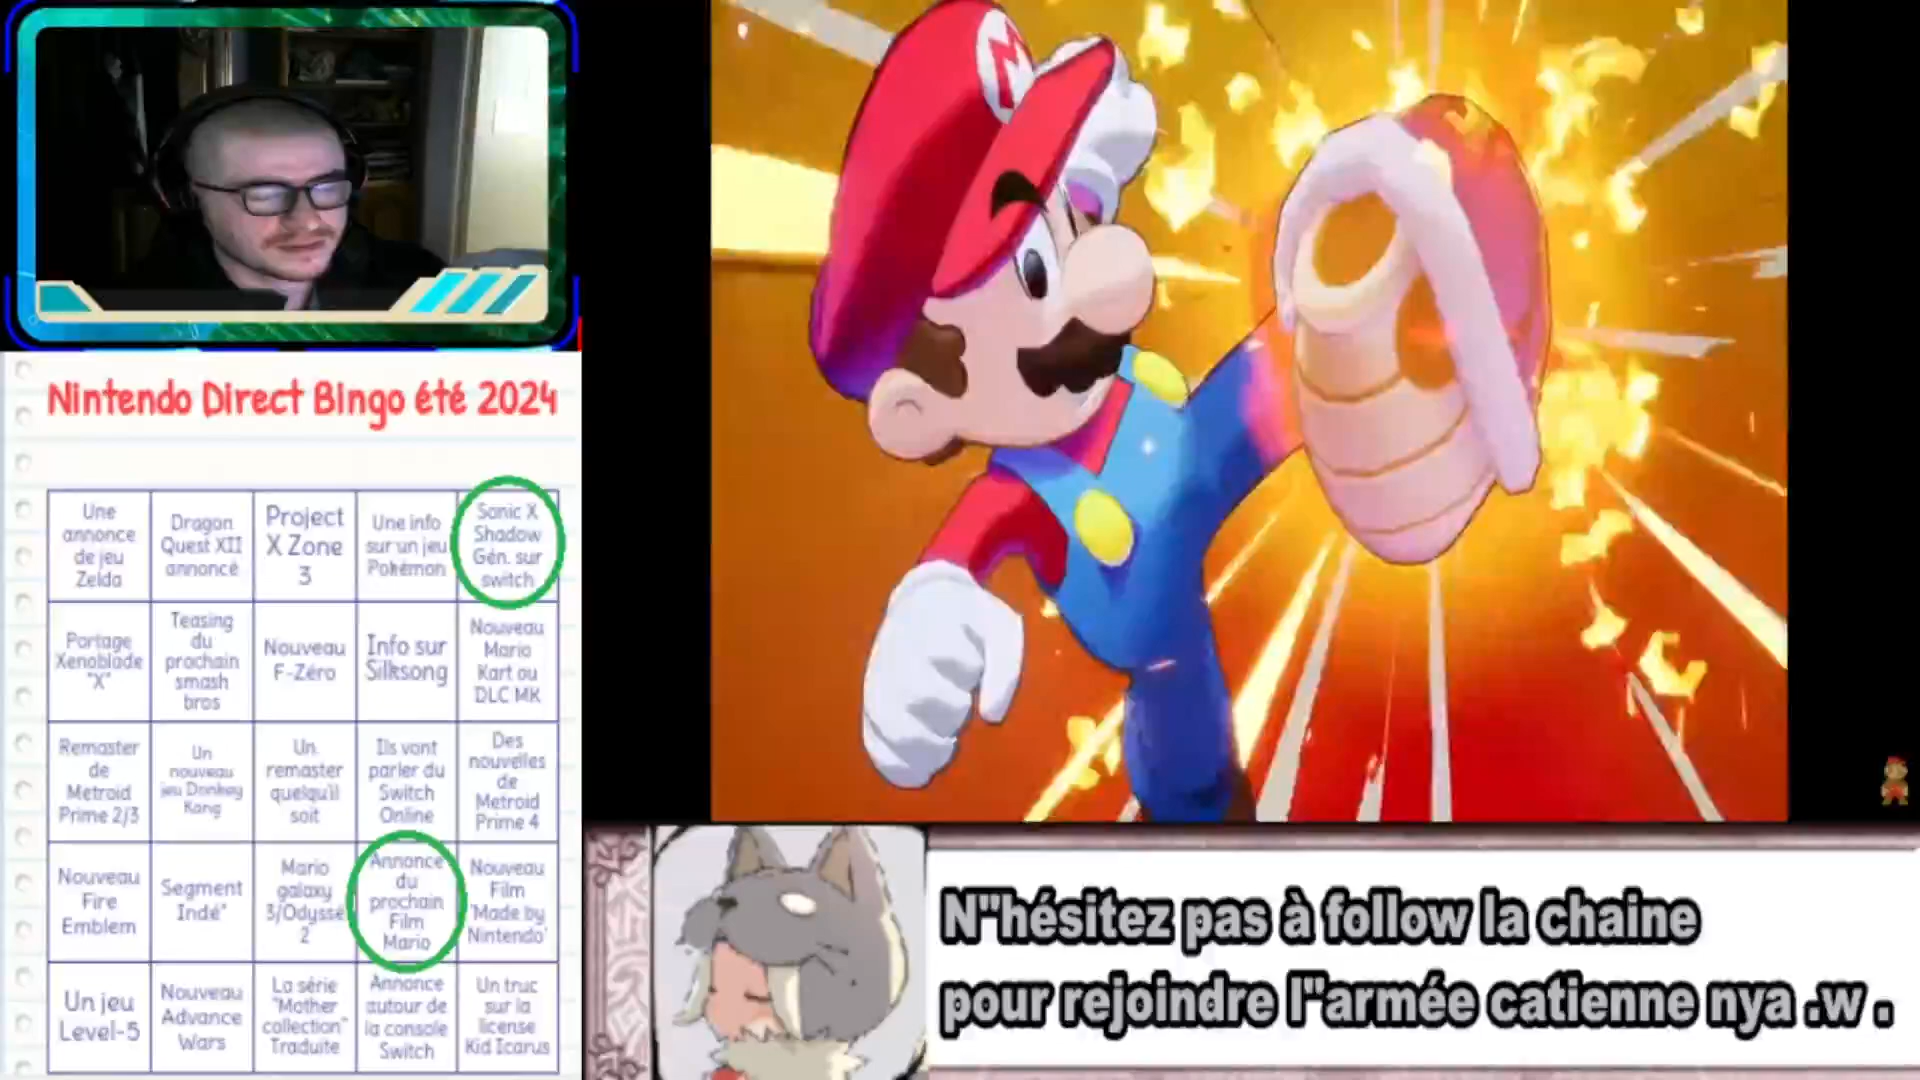 M
Nintendo Direct BIngo été 2024
Une
annonce
de jeu
Zelda
Dragon
Quest XII
annoncé
Project
X Zone
3
Une info
sur un jeu
Pokémon
Sonic X
Shadow
Gén. sur
switch
Portage
Xenoblade
"X"
Teasing
du
prochain
smash
bros
Nouveau
F-Zéro
Info sur
Silksong
Nouveau
Mario
Kart ou
DLC MK
Remaster
de
Metroid
Prime 2/3
Un
nouveau
jeu Donkey
Kong
Un
remaster
quelqu'il
soit
Ils vont
parler du
Switch
Online
Des
nouvelles
de
Metroid
Prime 4
Nouveau
Fire
Emblem
Segment
Indé"
Mario
galaxy
3/Odyssé
2
Annonce
du
prochain
Film
Mario
Nouveau
Film
"Made by
Nintendo"
Un jeu
Level-5
Nouveau
Advance
Wars
La série
"Mother
collection"
Traduite
Annonce
autour de
la console
Switch
Un truc
sur la
license
Kid Icarus
N"hésitez pas à follow la chaine
pour rejoindre l"armée catienne nya .w .